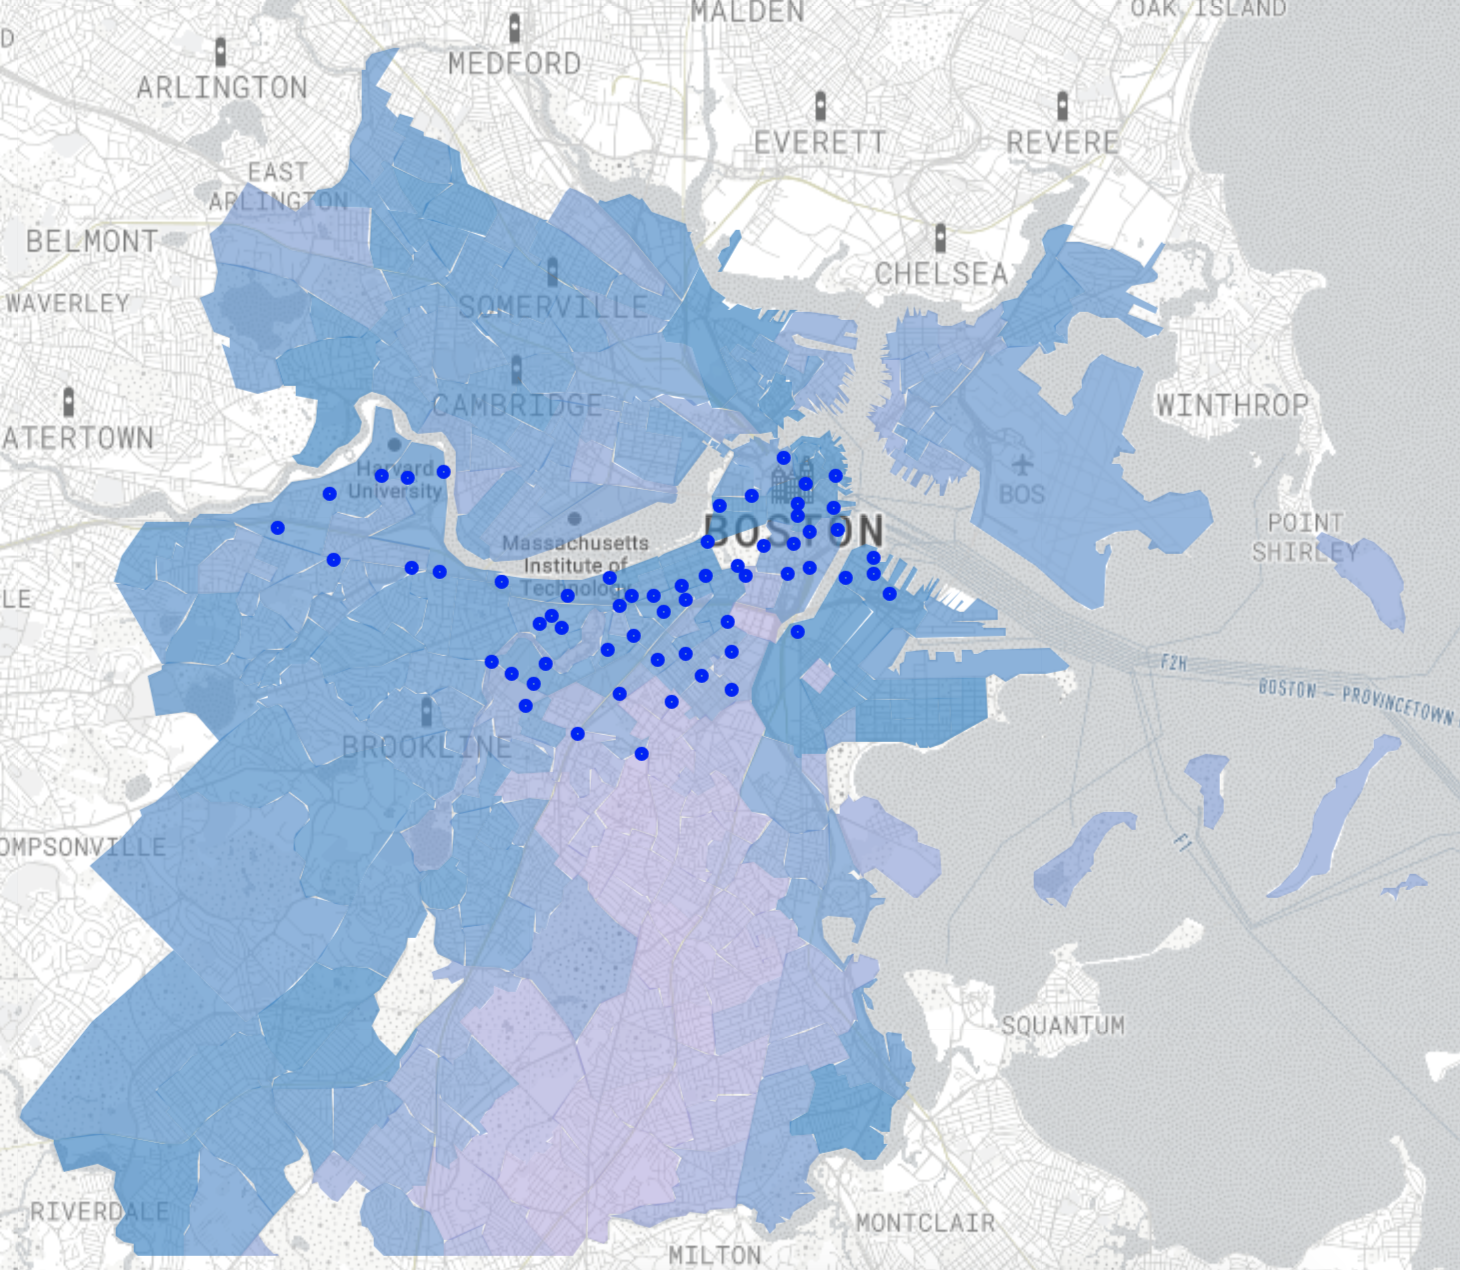 MALDEN
OAK ISLAND
D
MEDFORD
ARLINGTON
EVERETT
REVERE
EAST
ARLINGTON
BELMONT
CHELSEA
WAVERLEY
SOMERVILLE
CAMBRIDGE
WINTHROP
ATERTOWN
Harvard
University
BOS
BOSTON
Massachusetts
Institute of
Technology
POINT
SHIRLEY
LE
F2H
BOSTON — PROVINCETOWN
BROOKLINE
F1
OMPSONVILLE
SQUANTUM
RIVERDALE
MONTCLAIR
MILTON